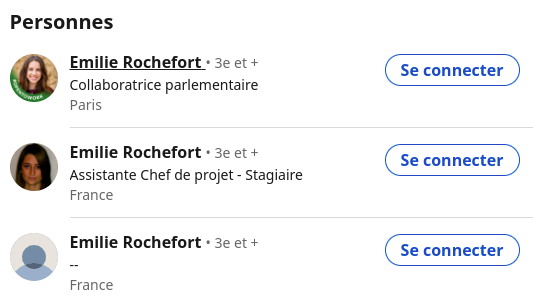 Personnes
Emilie Rochefort • 3e et +
Se connecter
Collaboratrice parlementaire
Paris
Emilie Rochefort • 3e et +
Se connecter
Assistante Chef de projet - Stagiaire
France
Emilie Rochefort • 3e et +
Se connecter
--
France